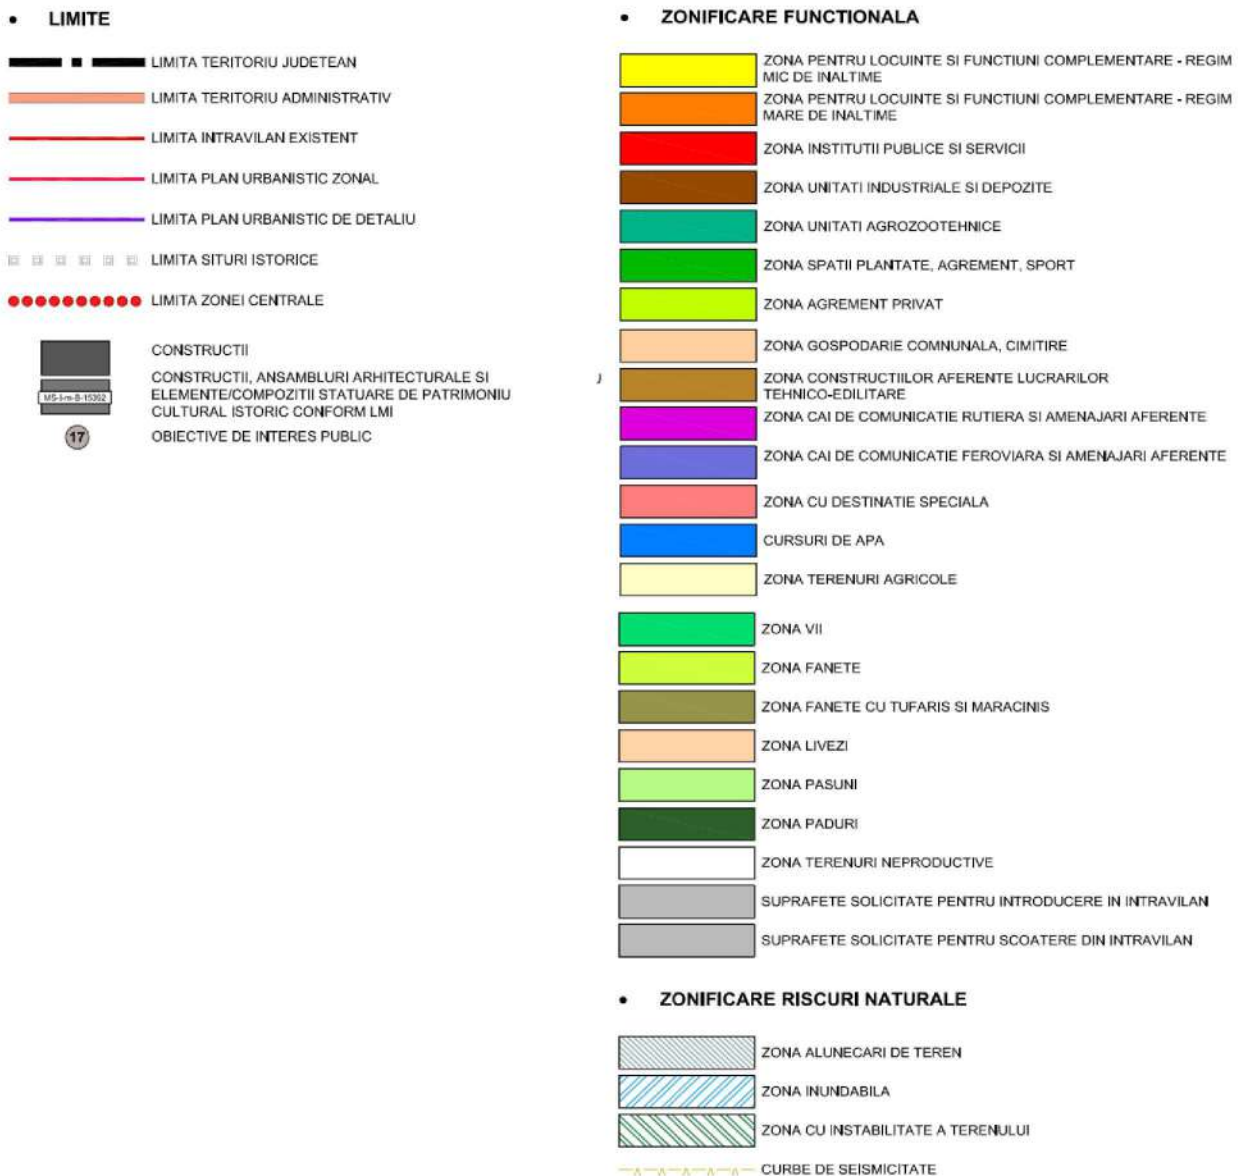 • LIMITE
LIMITA TERITORIU JUDETEAN
LIMITA TERITORIU ADMINISTRATIV
LIMITA INTRAVILAN EXISTENT
LIMITA PLAN URBANISTIC ZONAL
LIMITA PLAN URBANISTIC DE DETALIU
LIMITA SITURI ISTORICE
LIMITA ZONEI CENTRALE
CONSTRUCTII
CONSTRUCTII, ANSAMBLURI ARHITECTURALE SI
ELEMENTE/COMPOZITII STATUARE DE PATRIMONIU
CULTURAL ISTORIC CONFORM LMI
MS-I-m-B-15302
17
OBIECTIVE DE INTERES PUBLIC
• ZONIFICARE FUNCTIONALA
ZONA PENTRU LOCUINTE SI FUNCTIUNI COMPLEMENTARE - REGIM
MIC DE INALTIME
ZONA PENTRU LOCUINTE SI FUNCTIUNI COMPLEMENTARE - REGIM
MARE DE INALTIME
ZONA INSTITUTII PUBLICE SI SERVICII
ZONA UNITATI INDUSTRIALE SI DEPOZITE
ZONA UNITATI AGROZOOTEHNICE
ZONA SPATII PLANTATE, AGREMENT, SPORT
ZONA AGREMENT PRIVAT
ZONA GOSPODARIE COMNUNALA, CIMITIRE
ZONA CONSTRUCTIILOR AFERENTE LUCRARILOR
TEHNICO-EDILITARE
ZONA CAI DE COMUNICATIE RUTIERA SI AMENAJARI AFERENTE
ZONA CAI DE COMUNICATIE FEROVIARA SI AMENAJARI AFERENTE
ZONA CU DESTINATIE SPECIALA
CURSURI DE APA
ZONA TERENURI AGRICOLE
ZONA VII
ZONA FANETE
ZONA FANETE CU TUFARIS SI MARACINIS
ZONA LIVEZI
ZONA PASUNI
ZONA PADURI
ZONA TERENURI NEPRODUCTIVE
SUPRAFETE SOLICITATE PENTRU INTRODUCERE IN INTRAVILAN
SUPRAFETE SOLICITATE PENTRU SCOATERE DIN INTRAVILAN
• ZONIFICARE RISCURI NATURALE
ZONA ALUNECARI DE TEREN
ZONA INUNDABILA
ZONA CU INSTABILITATE A TERENULUI
CURBE DE SEISMICITATE